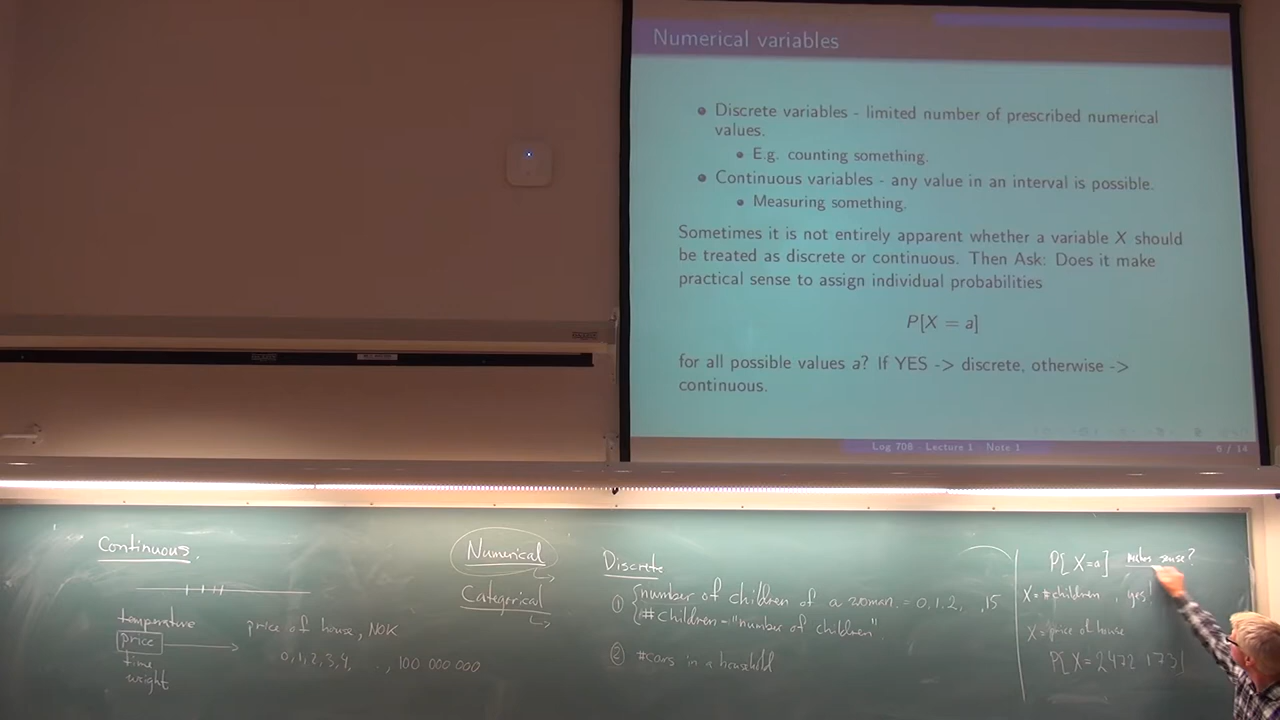 Numerical variables
• Discrete variables - limited number of prescribed numerical
values.
• E.g. counting something.
• Continuous variables - any value in an interval is possible.
• Measuring something.
Sometimes it is not entirely apparent whether a variable X should
be treated as discrete or continuous. Then Ask: Does it make
practical sense to assign individual probabilities
P[X = a]
for all possible values a? If YES -> discrete, otherwise ->
continuous.
Log 708 - Lecture 1 - Note 1
6 / 14
Continuous.
temperature
price
time
weight
price of house, NOK
0,1,2,3,4, . . , 100 000 000
Numerical
Categorical
Discrete
① number of children of a woman = 0,1,2, ,15
#children = "number of children".
② #cars in a household
P[X=a] makes sense?
X = #children , yes!
X = price of house
P[X = 2472 173]